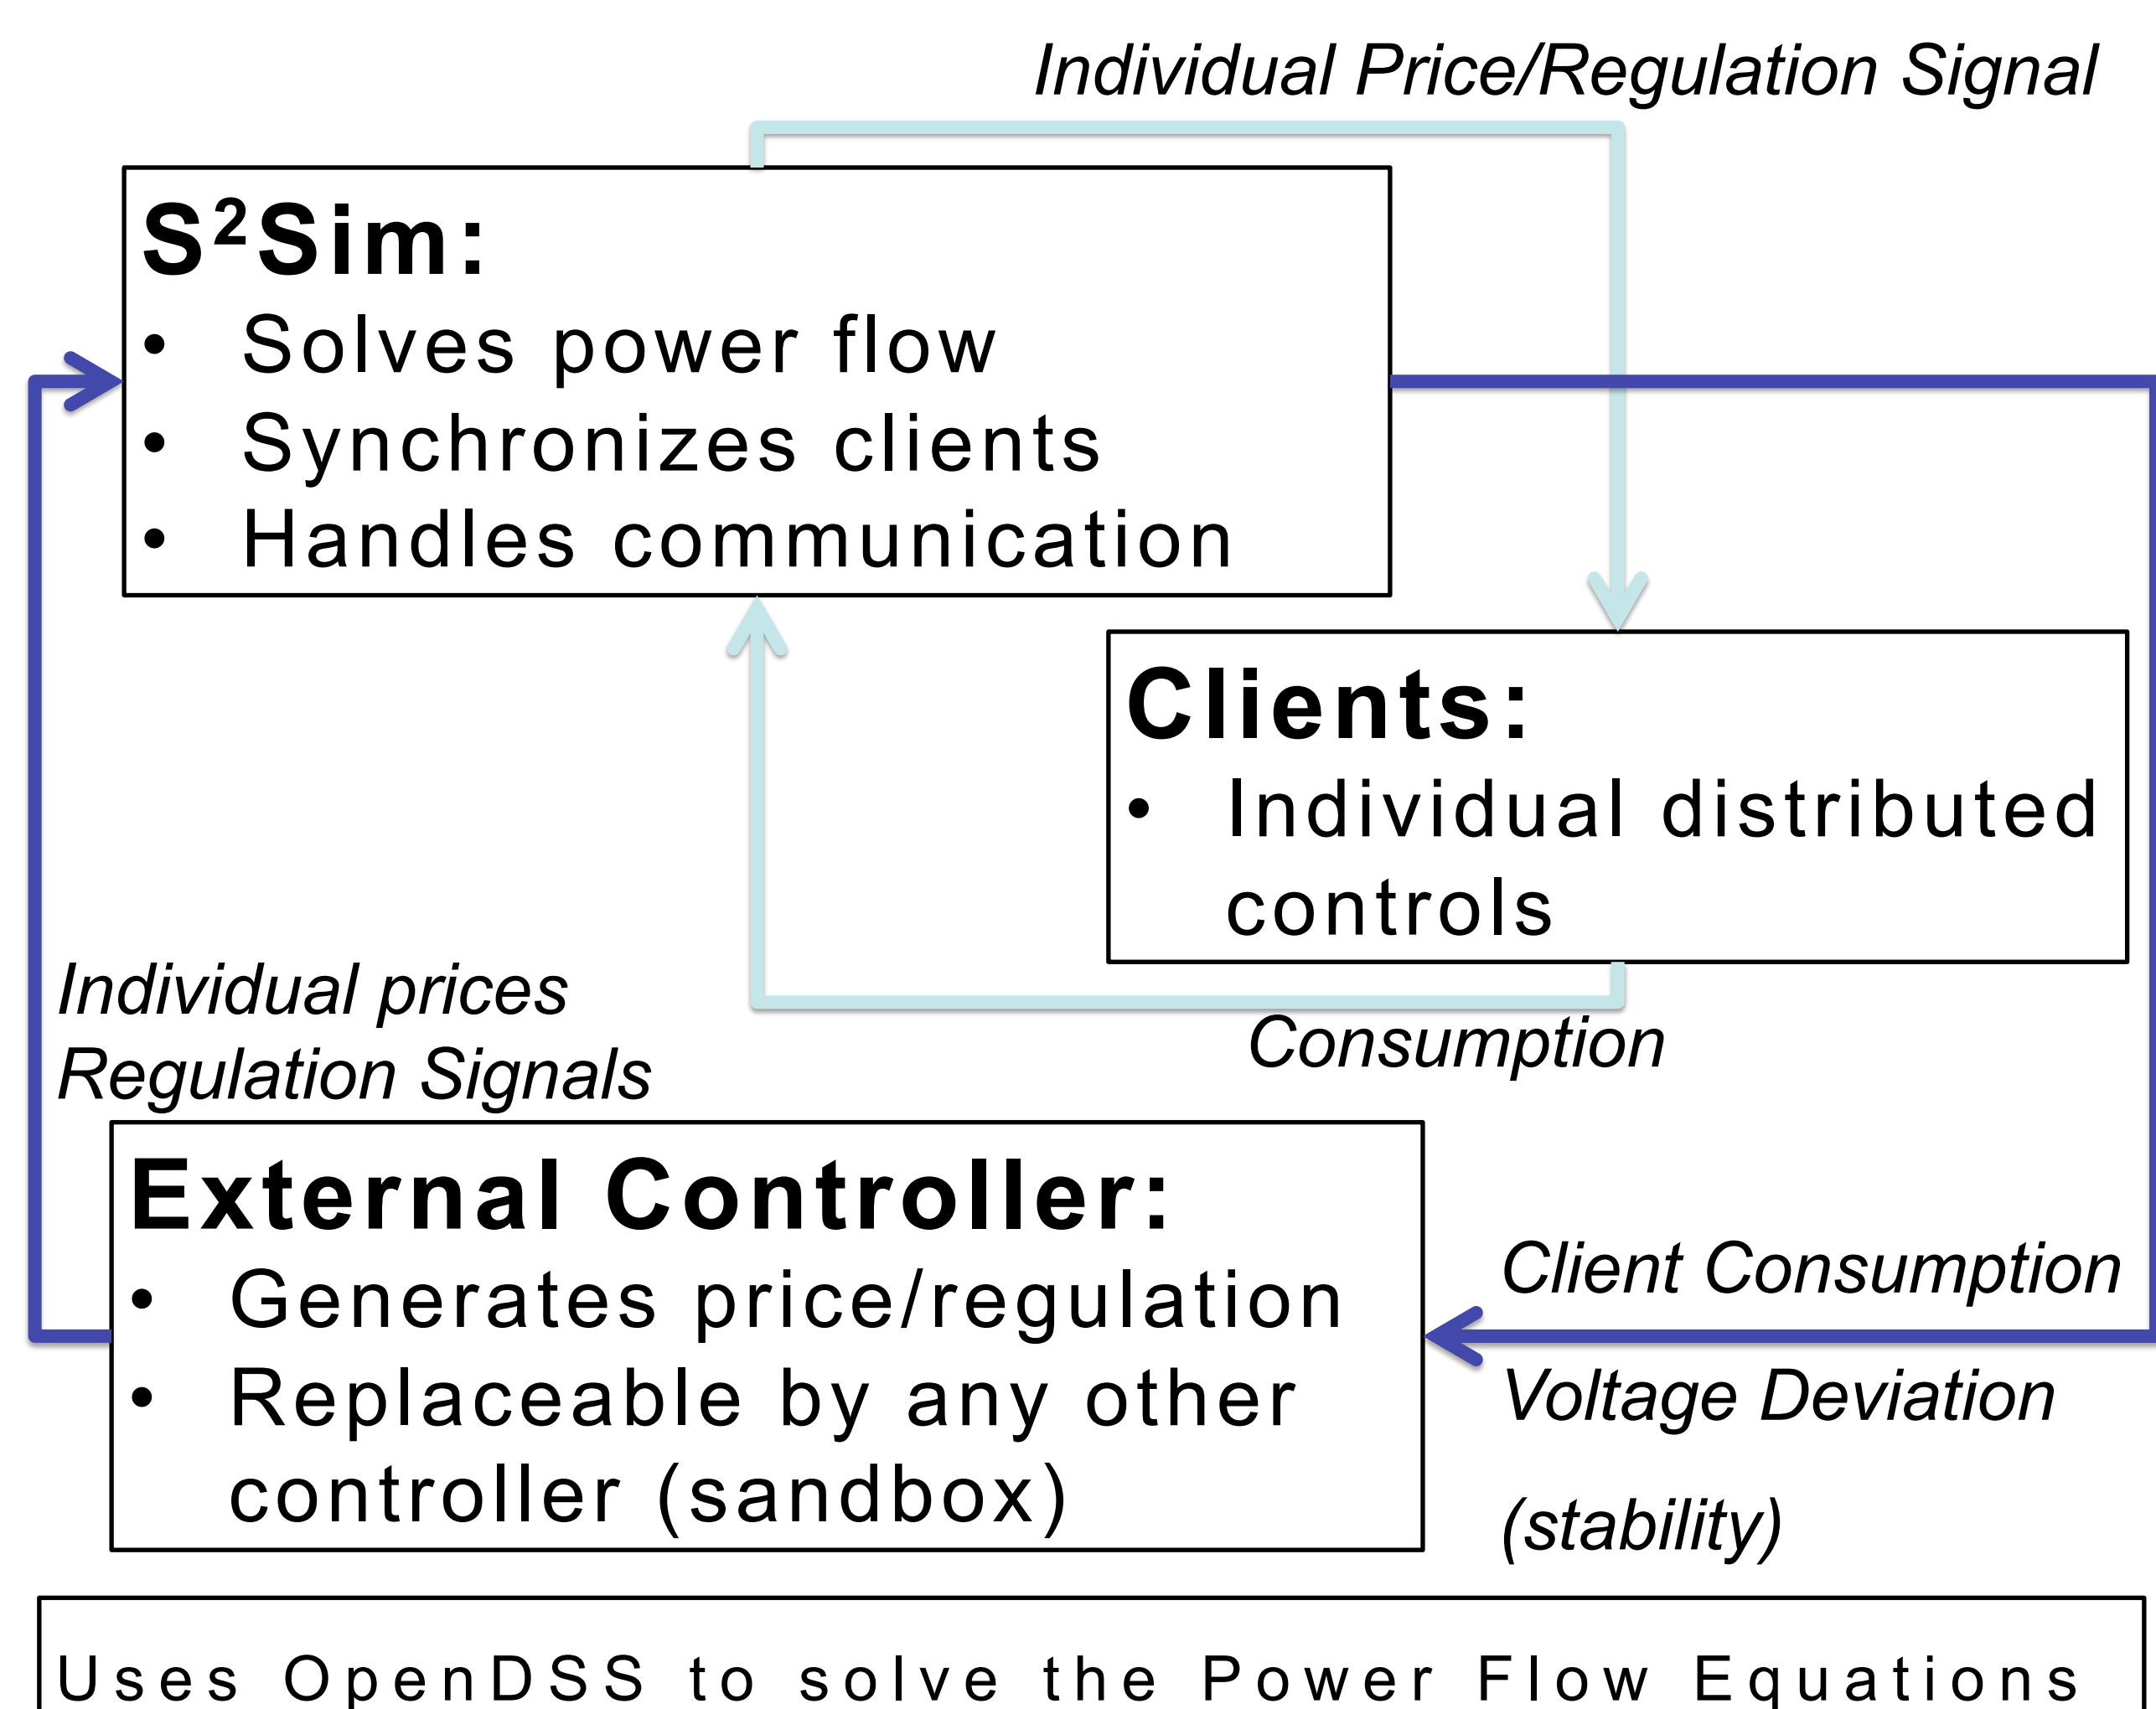 Individual Price/Regulation Signal
S²Sim:
• Solves power flow
• Synchronizes clients
• Handles communication
Clients:
• Individual distributed
controls
Individual prices
Regulation Signals
Consumption
External Controller:
• Generates price/regulation
• Replaceable by any other
controller (sandbox)
Client Consumption
Voltage Deviation
(stability)
Uses OpenDSS to solve the Power Flow Equations